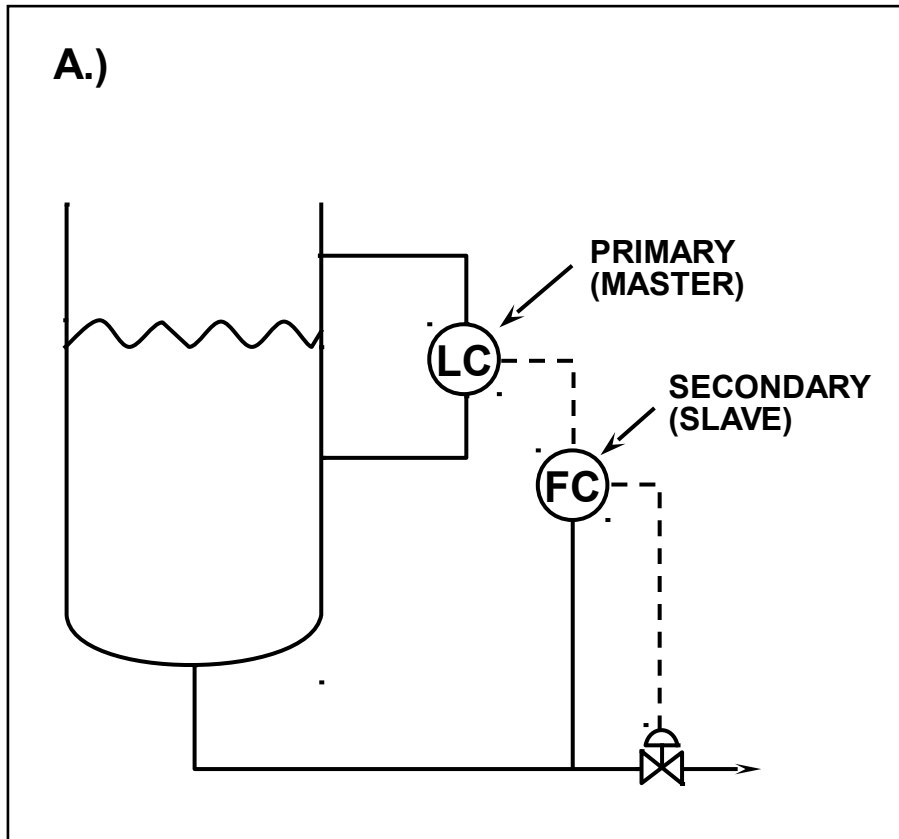 A.)
PRIMARY
(MASTER)
LC
SECONDARY
(SLAVE)
FC